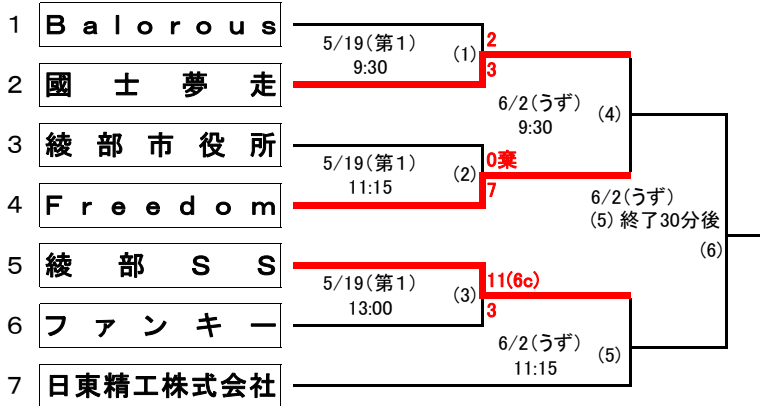 1 Balorous
5/19(第1)
9:30
(1)
2
3
2 國士夢走
6/2(うず)
9:30
(4)
3 綾部市役所
5/19(第1)
11:15
(2)
0棄
7
4 Freedom
6/2(うず)
(5) 終了30分後
(6)
5 綾部SS
5/19(第1)
13:00
(3)
11(6c)
3
6 ファンキー
6/2(うず)
11:15
(5)
7 日東精工株式会社